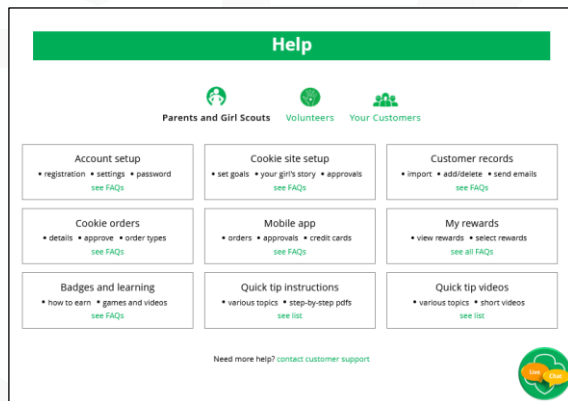 Help
Parents and Girl Scouts Volunteers Your Customers
Account setup
• registration • settings • password
see FAQs
Cookie site setup
• set goals • your girl's story • approvals
see FAQs
Customer records
• import • add/delete • send emails
see FAQs
Cookie orders
• details • approve • order types
see FAQs
Mobile app
• orders • approvals • credit cards
see FAQs
My rewards
• view rewards • select rewards
see all FAQs
Badges and learning
• how to earn • games and videos
see FAQs
Quick tip instructions
• various topics • step-by-step pdfs
see list
Quick tip videos
• various topics • short videos
see list
Need more help? contact customer support
Live
Chat